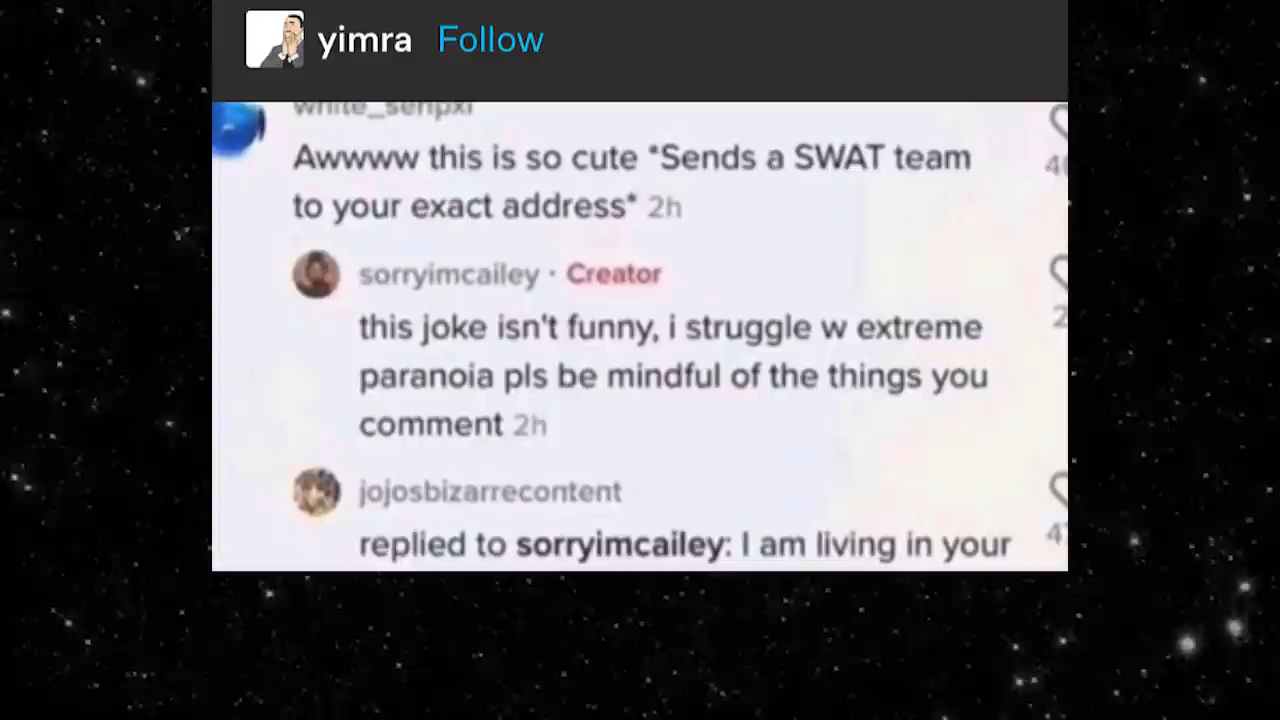 yimra Follow
white_senpxi
Awwww this is so cute *Sends a SWAT team
to your exact address* 2h
sorryimcailey · Creator
this joke isn't funny, i struggle w extreme
paranoia pls be mindful of the things you
comment 2h
jojosbizarrecontent
replied to sorryimcailey: I am living in your